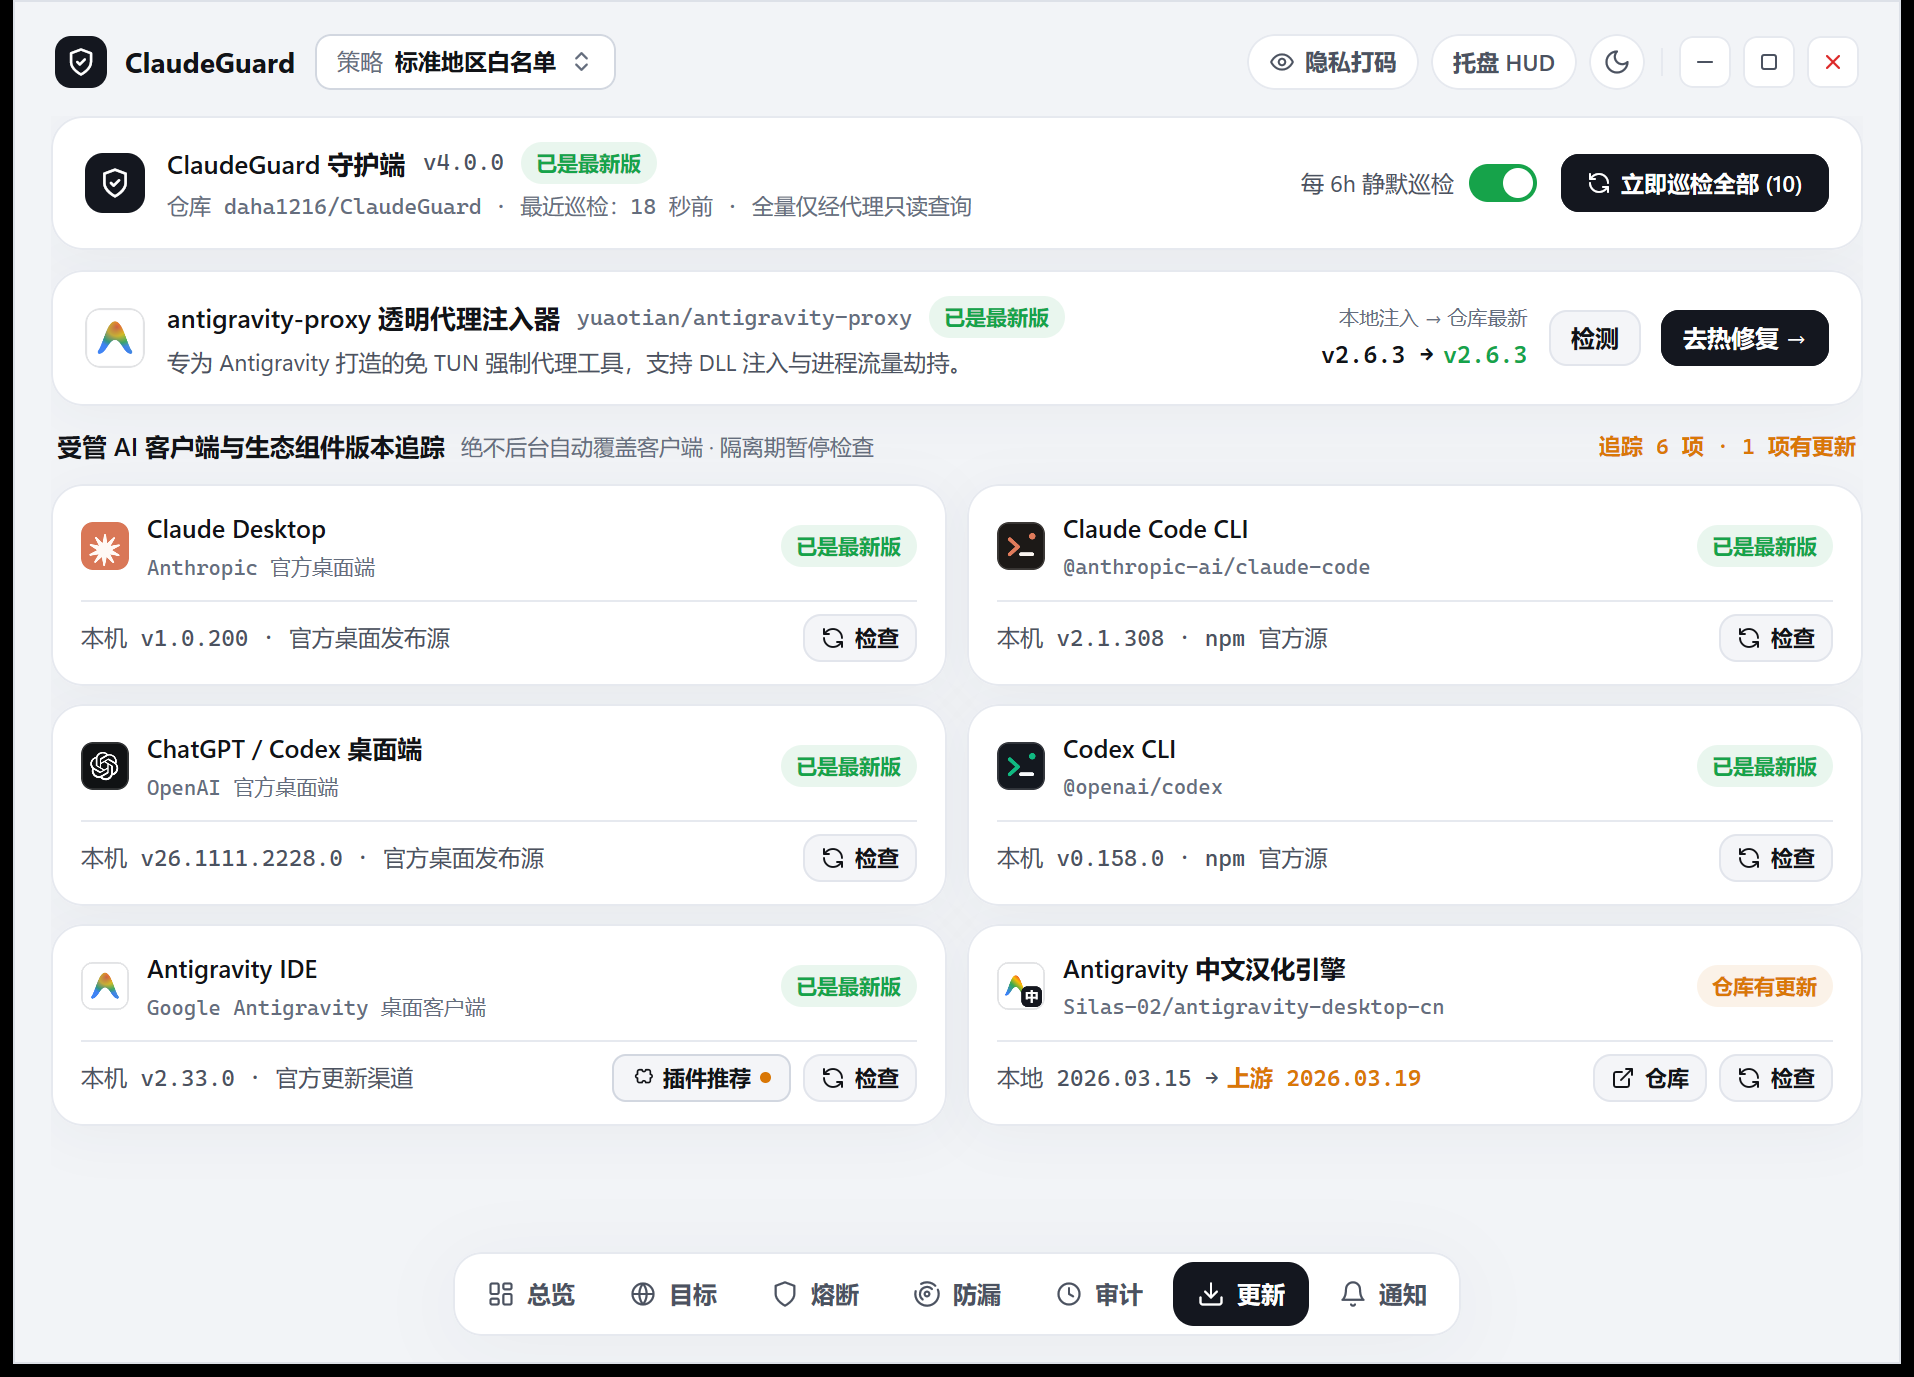 ClaudeGuard 策略 标准地区白名单 隐私打码 托盘 HUD
ClaudeGuard 守护端 v4.0.0 已是最新版
仓库 daha1216/ClaudeGuard · 最近巡检：18 秒前 · 全量仅经代理只读查询
每 6h 静默巡检 立即巡检全部 (10)
antigravity-proxy 透明代理注入器 yuaotian/antigravity-proxy 已是最新版
专为 Antigravity 打造的免 TUN 强制代理工具，支持 DLL 注入与进程流量劫持。
本地注入 → 仓库最新
v2.6.3 → v2.6.3
检测 去热修复 →
受管 AI 客户端与生态组件版本追踪 绝不后台自动覆盖客户端 · 隔离期暂停检查 追踪 6 项 · 1 项有更新
Claude Desktop
Anthropic 官方桌面端
已是最新版
本机 v1.0.200 · 官方桌面发布源 检查
Claude Code CLI
@anthropic-ai/claude-code
已是最新版
本机 v2.1.308 · npm 官方源 检查
ChatGPT / Codex 桌面端
OpenAI 官方桌面端
已是最新版
本机 v26.1111.2228.0 · 官方桌面发布源 检查
Codex CLI
@openai/codex
已是最新版
本机 v0.158.0 · npm 官方源 检查
Antigravity IDE
Google Antigravity 桌面客户端
已是最新版
本机 v2.33.0 · 官方更新渠道 插件推荐 检查
中
Antigravity 中文汉化引擎
Silas-02/antigravity-desktop-cn
仓库有更新
本地 2026.03.15 → 上游 2026.03.19 仓库 检查
总览 目标 熔断 防漏 审计 更新 通知